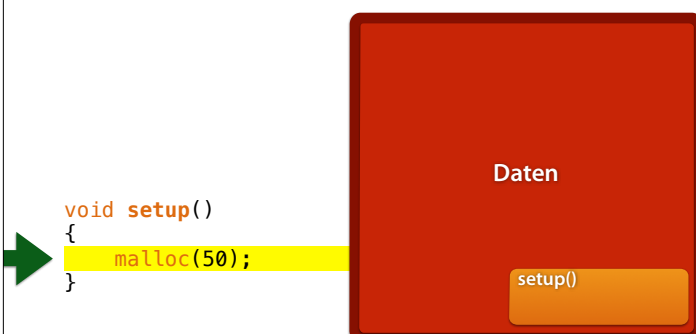 void setup()
{
malloc(50);
}
Daten
setup()